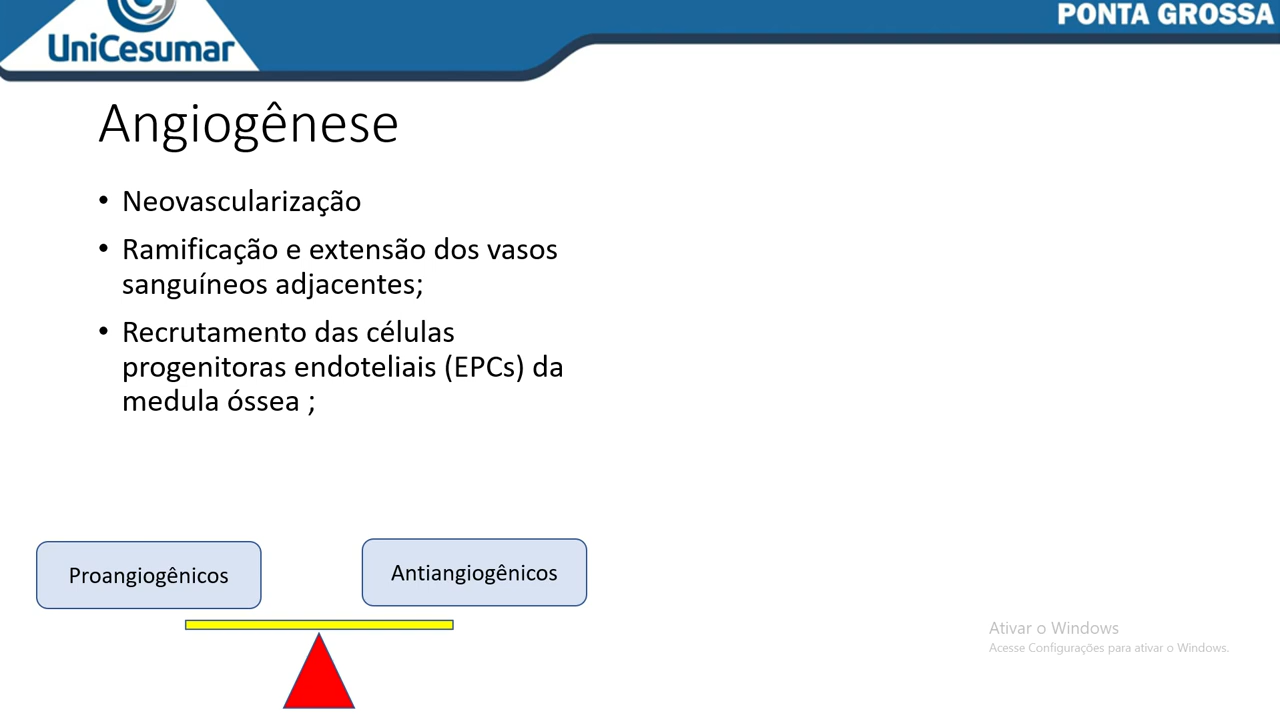 PONTA GROSSA
UniCesumar
Angiogênese
• Neovascularização
• Ramificação e extensão dos vasos
sanguíneos adjacentes;
• Recrutamento das células
progenitoras endoteliais (EPCs) da
medula óssea ;
Proangiogênicos
Antiangiogênicos
Ativar o Windows
Acesse Configurações para ativar o Windows.